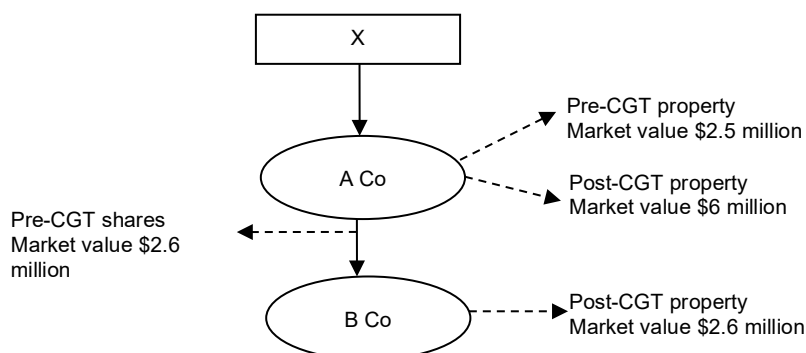 X
Pre-CGT property
Market value $2.5 million
A Co
Post-CGT property
Market value $6 million
Pre-CGT shares
Market value $2.6
million
B Co
Post-CGT property
Market value $2.6 million